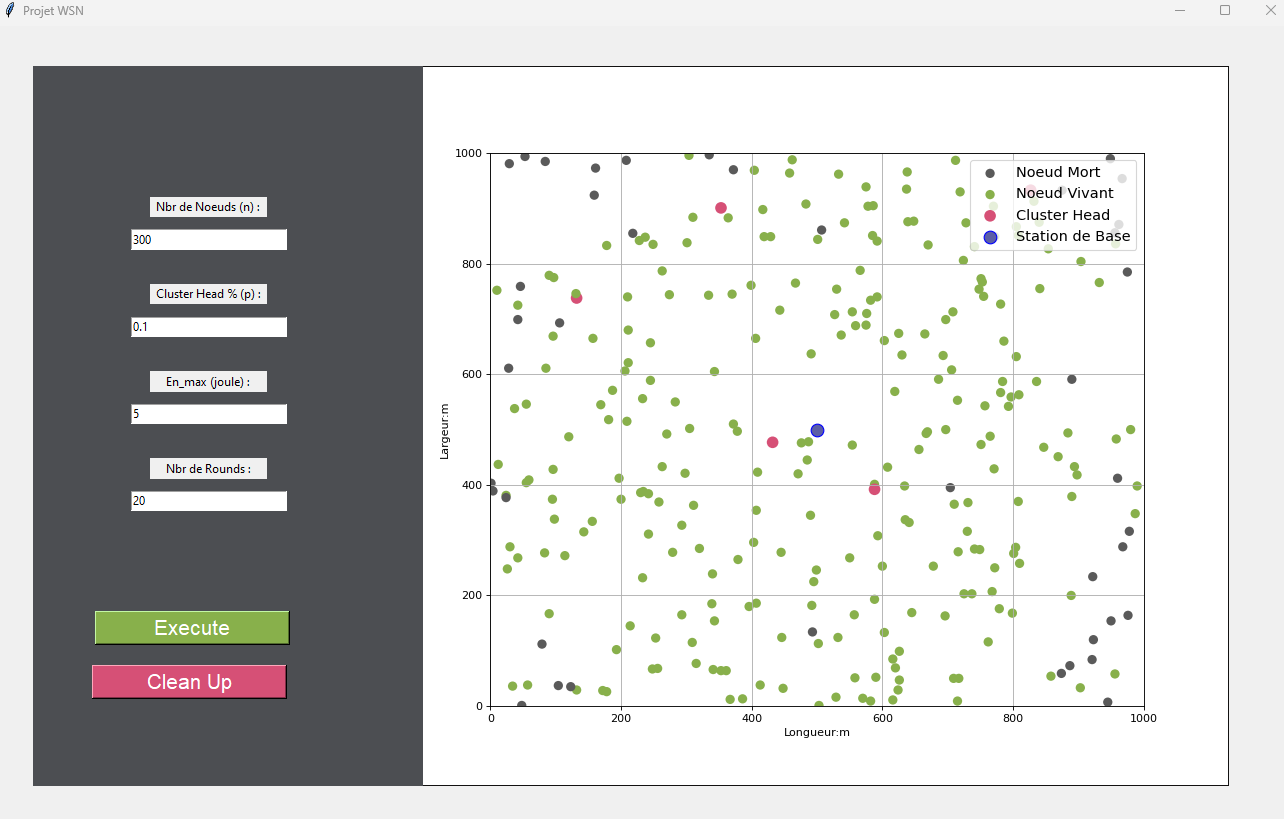 Projet WSN
Nbr de Noeuds (n) :
300
Cluster Head % (p) :
0.1
En_max (joule) :
5
Nbr de Rounds :
20
Execute
Clean Up
1000
800
600
400
200
0
Largeur:m
0
200
400
600
800
1000
Longueur:m
Noeud Mort
Noeud Vivant
Cluster Head
Station de Base